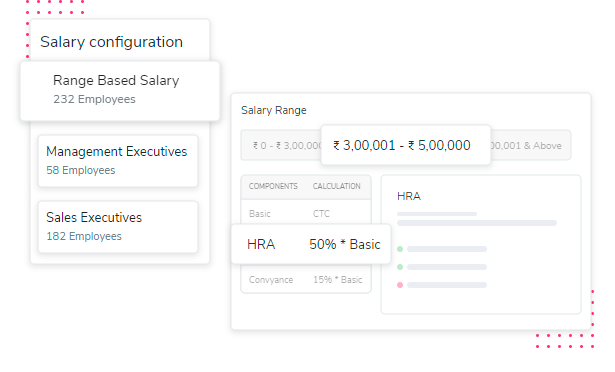 Salary configuration
Range Based Salary
232 Employees
Management Executives
58 Employees
Sales Executives
182 Employees
Salary Range
₹ 0 - ₹ 3,00,00
₹ 3,00,001 - ₹ 5,00,000
00,001 & Above
COMPONENTS CALCULATION
Basic CTC
HRA 50% * Basic
Convyance 15% * Basic
HRA